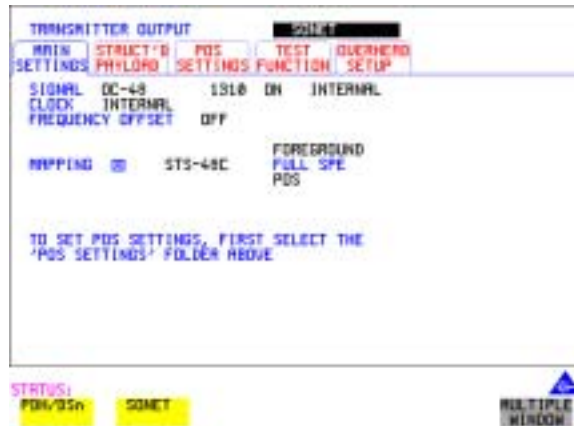 TRANSMITTER OUTPUT SONET
MAIN SETTINGS STRUCT'D PAYLOAD POS SETTINGS TEST FUNCTION OVERHEAD SETUP
SIGNAL OC-48 1310 ON INTERNAL
CLOCK INTERNAL
FREQUENCY OFFSET OFF
FOREGROUND
MAPPING STS-48C FULL SPE
POS
TO SET POS SETTINGS, FIRST SELECT THE
'POS SETTINGS' FOLDER ABOVE
STATUS:
PDH/DSn SONET MULTIPLE WINDOW